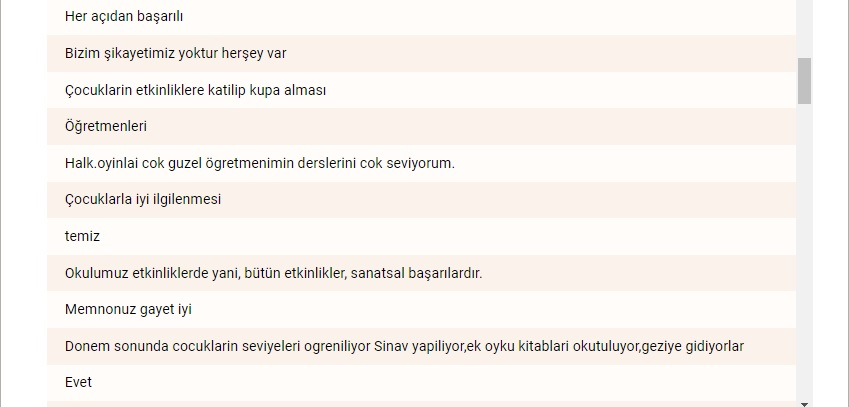 Her açıdan başarılı
Bizim şikayetimiz yoktur herşey var
Çocuklarin etkinliklere katilip kupa alması
Öğretmenleri
Halk.oyinlai cok guzel ögretmenimin derslerini cok seviyorum.
Çocuklarla iyi ilgilenmesi
temiz
Okulumuz etkinliklerde yani, bütün etkinlikler, sanatsal başarılardır.
Memnonuz gayet iyi
Donem sonunda cocuklarin seviyeleri ogreniliyor Sinav yapiliyor,ek oyku kitablari okutuluyor,geziye gidiyorlar
Evet